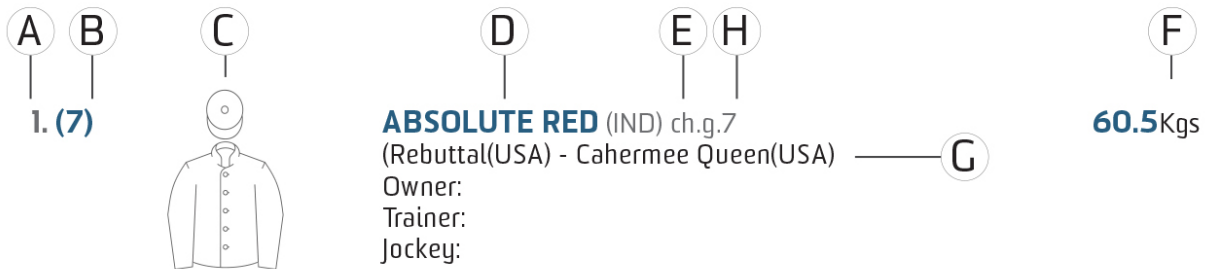 A B C D E H F
1. (7) ABSOLUTE RED (IND) ch.g.7 60.5Kgs
(Rebuttal(USA) - Cahermee Queen(USA) G
Owner:
Trainer:
Jockey: